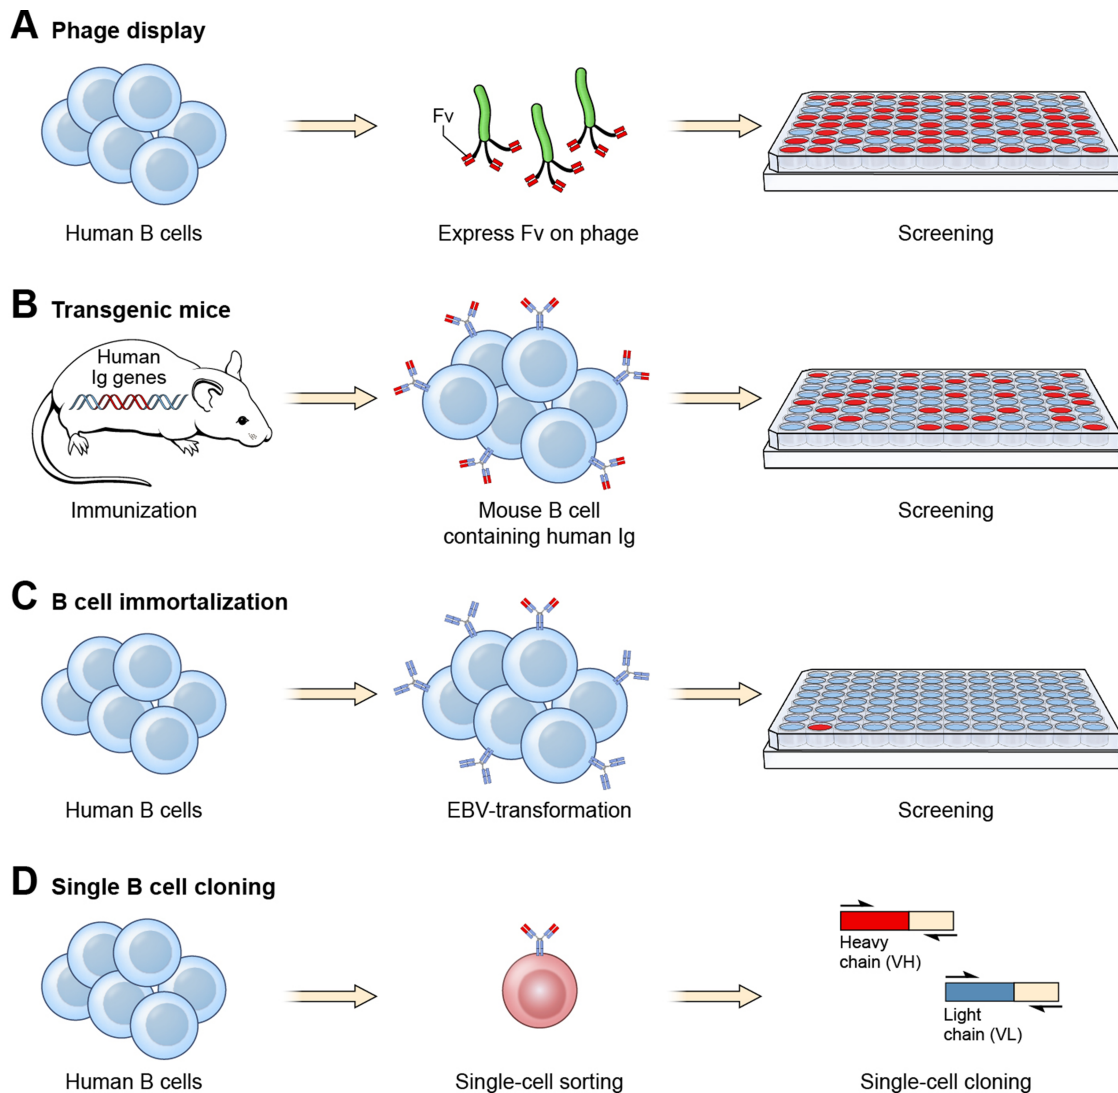 A Phage display
Fv
Human B cells
Express Fv on phage
Screening
B Transgenic mice
Human
Ig genes
Immunization
Mouse B cell
containing human Ig
Screening
C B cell immortalization
Human B cells
EBV-transformation
Screening
D Single B cell cloning
Heavy
chain (VH)
Light
chain (VL)
Human B cells
Single-cell sorting
Single-cell cloning